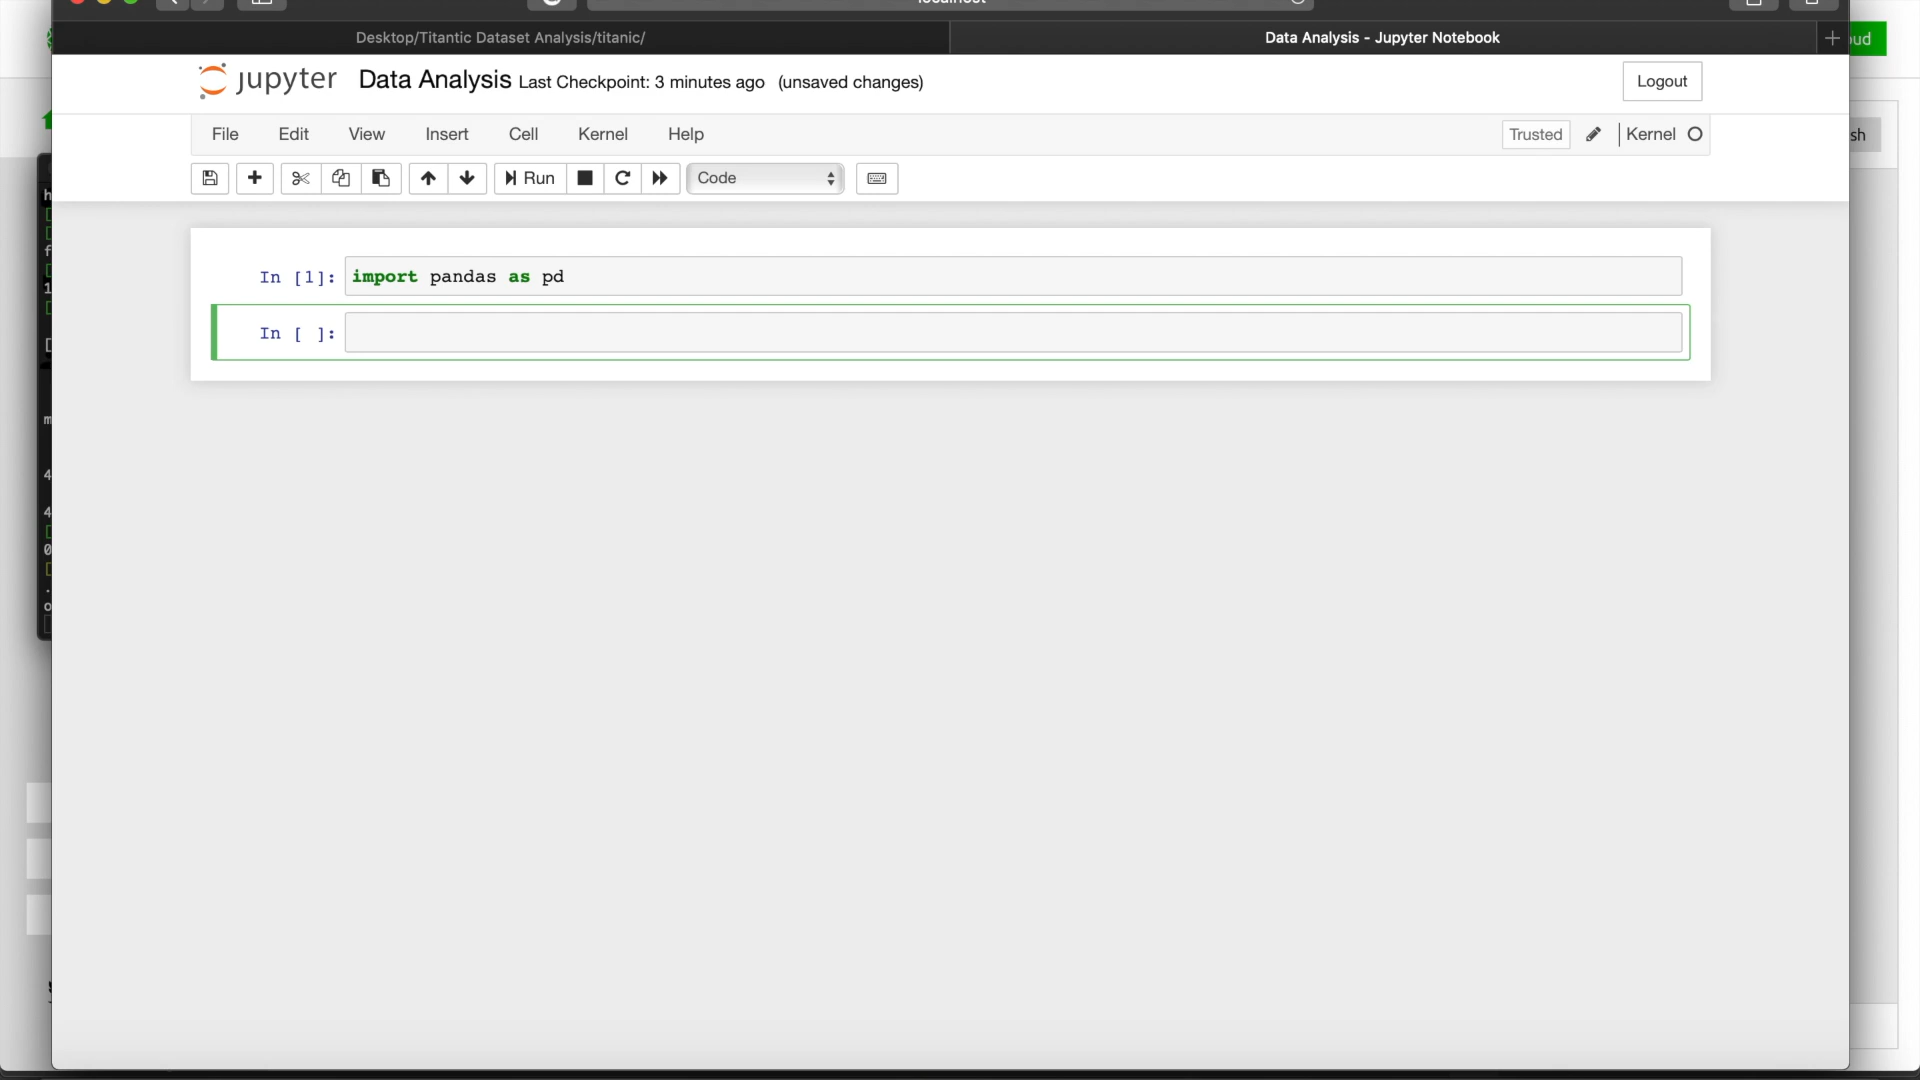 Desktop/Titantic Dataset Analysis/titanic/
Data Analysis - Jupyter Notebook
jupyter Data Analysis Last Checkpoint: 3 minutes ago (unsaved changes)
Logout
File Edit View Insert Cell Kernel Help
Trusted
Kernel
Run
Code
In [1]: import pandas as pd
In [ ]: